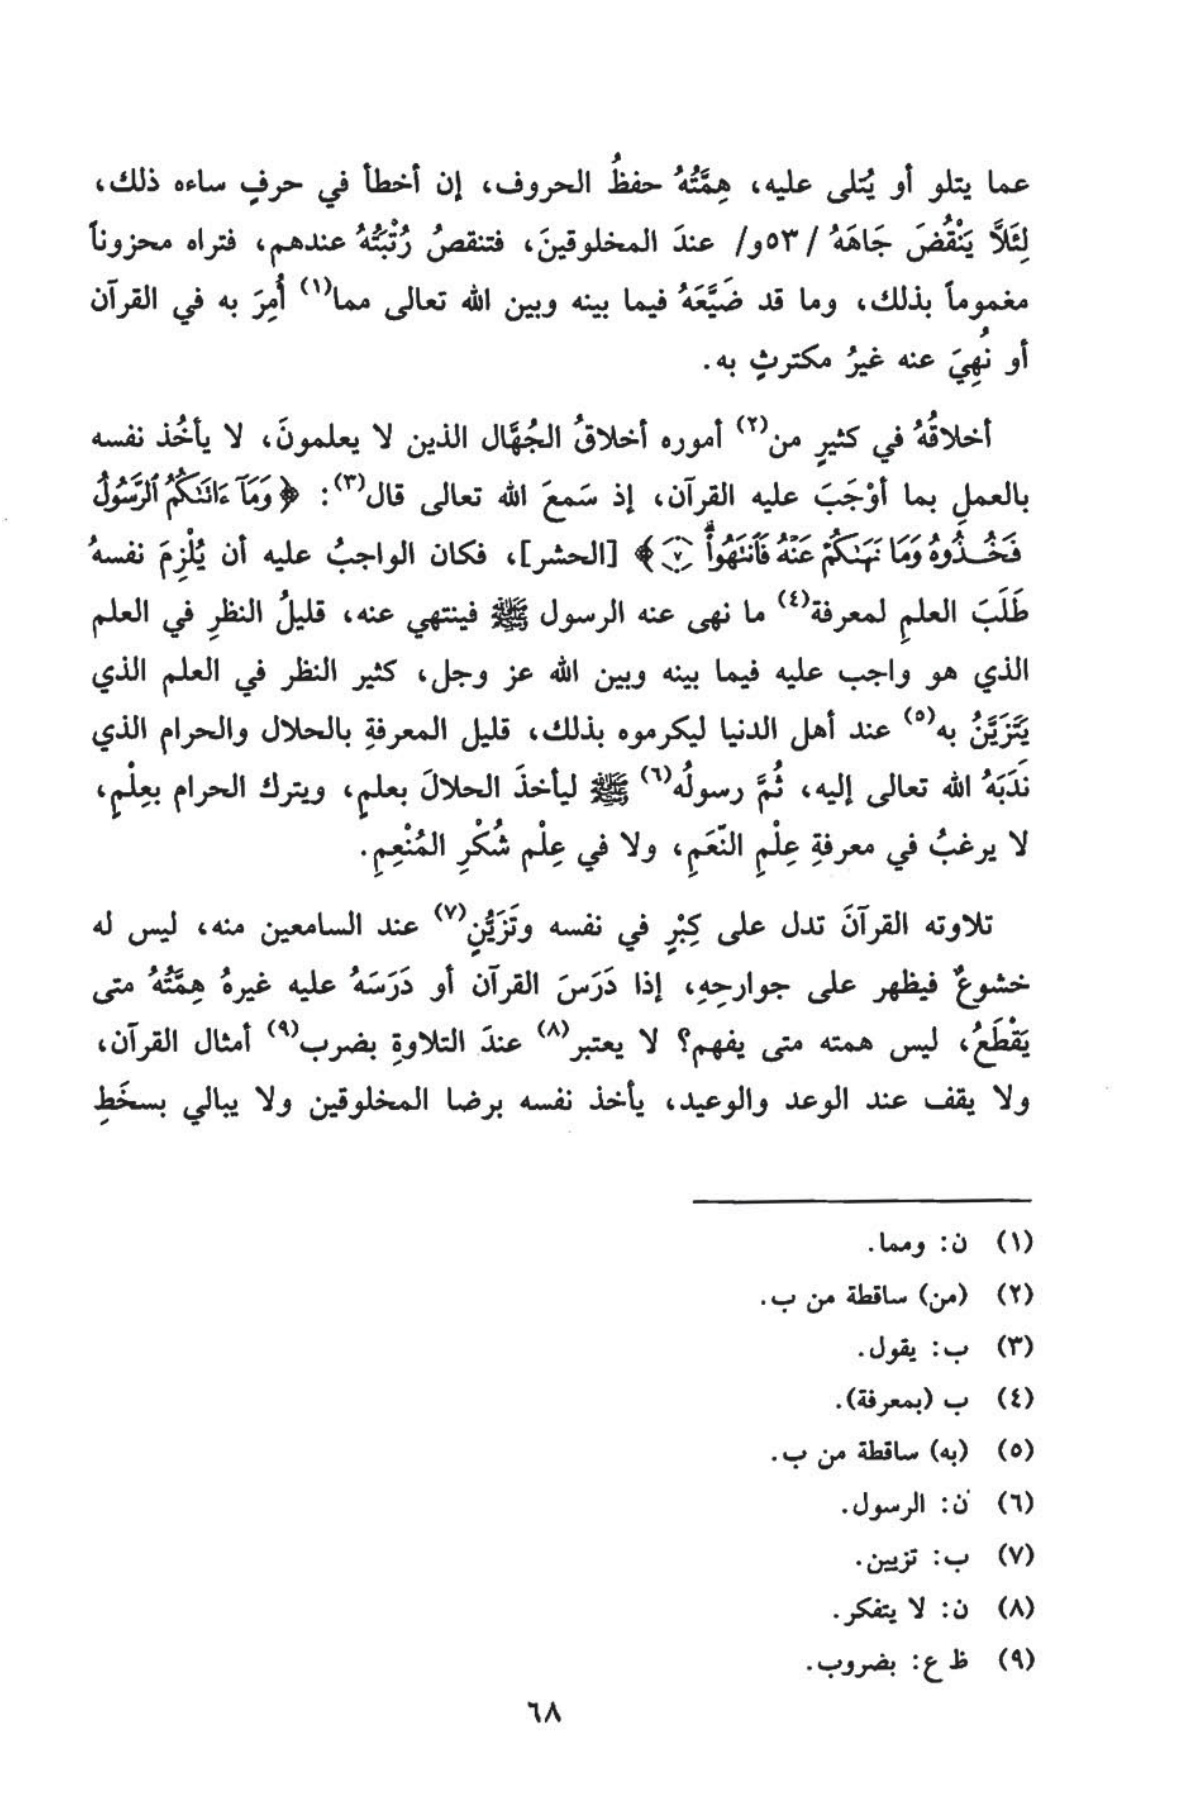 عما يتلو أو يُتلى عليه، هِمَّتُهُ حفظُ الحروف، إن أخطأ في حرفٍ ساءه ذلك،
لِئَلاَّ يَنْقُصَ جَاهَهُ /٥٣و/ عندَ المخلوقينَ، فتنقصُ رُتْبَتُهُ عندهم، فتراه محزوناً
مغموماً بذلك، وما قد ضَيَّعَهُ فيما بينه وبين الله تعالى مما(١) أُمِرَ به في القرآن
أو نُهِيَ عنه غيرُ مكترثٍ به.
أخلاقُهُ في كثيرٍ من(٢) أموره أخلاقُ الجُهَّال الذين لا يعلمونَ، لا يأخُذ نفسه
بالعملِ بما أوْجَبَ عليه القرآن، إذ سَمعَ الله تعالى قال(٣): ﴿ وَمَآ ءَاتَىٰكُمُ ٱلرَّسُولُ
فَخُـذُوهُ وَمَا نَهَىٰكُمْ عَنْهُ فَٱنتَهُواْۚ ۝٧ ﴾ [الحشر]، فكان الواجبُ عليه أن يُلْزِمَ نفسهُ
طَلَبَ العلمِ لمعرفة(٤) ما نهى عنه الرسول ﷺ فينتهي عنه، قليلُ النظرِ في العلم
الذي هو واجب عليه فيما بينه وبين الله عز وجل، كثير النظر في العلم الذي
يَتَزَيَّنُ به(٥) عند أهل الدنيا ليكرموه بذلك، قليل المعرفةِ بالحلال والحرام الذي
نَدَبَهُ الله تعالى إليه، ثُمَّ رسولُه(٦) ﷺ ليأخذَ الحلالَ بعلمٍ، ويترك الحرام بعِلْمٍ،
لا يرغبُ في معرفةِ عِلْمِ النّعَمِ، ولا في عِلْم شُكْرِ المُنْعِمِ.
تلاوته القرآنَ تدل على كِبْرٍ في نفسه وتَزَيُّنٍ(٧) عند السامعين منه، ليس له
خشوعٌ فيظهر على جوارحِهِ، إذا دَرَسَ القرآن أو دَرَسَهُ عليه غيرهُ هِمَّتُهُ متى
يَقْطَعُ، ليس همته متى يفهم؟ لا يعتبر(٨) عندَ التلاوةِ بضرب(٩) أمثال القرآن،
ولا يقف عند الوعد والوعيد، يأخذ نفسه برضا المخلوقين ولا يبالي بسخَطِ
(١) ن: ومما.
(٢) (من) ساقطة من ب.
(٣) ب: يقول.
(٤) ب (بمعرفة).
(٥) (به) ساقطة من ب.
(٦) ن: الرسول.
(٧) ب: تزيين.
(٨) ن: لا يتفكر.
(٩) ظ ع: بضروب.
٦٨